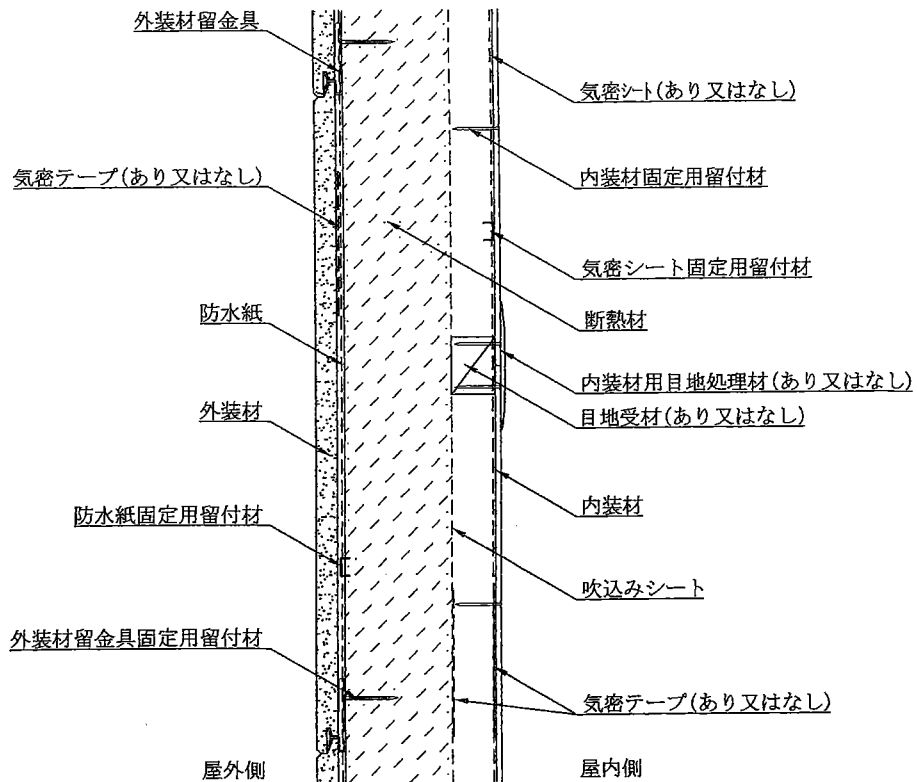 外装材留金具
気密テープ(あり又はなし)
防水紙
外装材
防水紙固定用留付材
外装材留金具固定用留付材
屋外側
気密シート(あり又はなし)
内装材固定用留付材
気密シート固定用留付材
断熱材
内装材用目地処理材(あり又はなし)
目地受材(あり又はなし)
内装材
吹込みシート
気密テープ(あり又はなし)
屋内側